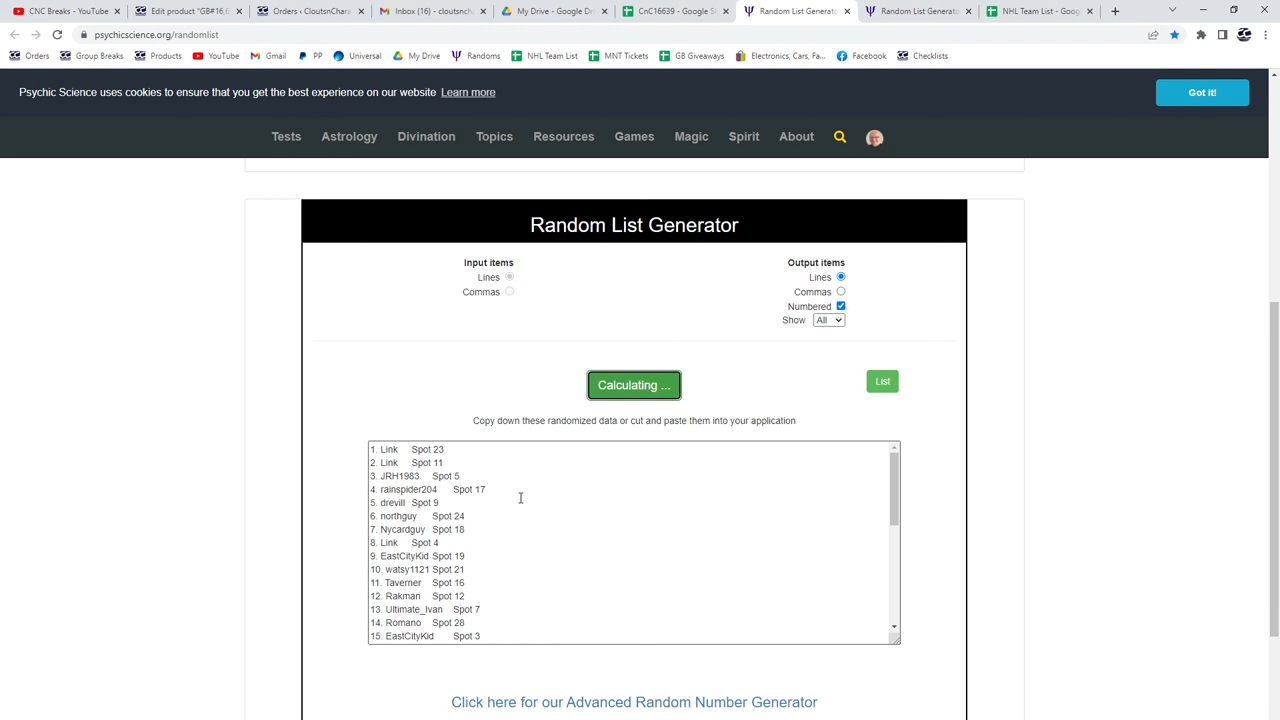 CNC Breaks - YouTube
Edit product "GB#16,6
Orders ‹ CloutsnChara
Inbox (16) - cloutsnchar
My Drive - Google Dri
CnC16639 - Google Sh
Random List Generato
Random List Generato
NHL Team List - Goog
psychicscience.org/randomlist
Orders
Group Breaks
Products
YouTube
Gmail
PP
Universal
My Drive
Randoms
NHL Team List
MNT Tickets
GB Giveaways
Electronics, Cars, Fa...
Facebook
Checklists
Psychic Science uses cookies to ensure that you get the best experience on our website Learn more
Got it!
Tests Astrology Divination Topics Resources Games Magic Spirit About
Random List Generator
Input items
Lines
Commas
Output items
Lines
Commas
Numbered
Show All
Calculating ...
List
Copy down these randomized data or cut and paste them into your application
1. Link Spot 23
2. Link Spot 11
3. JRH1983 Spot 5
4. rainspider204 Spot 17
5. drevill Spot 9
6. northguy Spot 24
7. Nycardguy Spot 18
8. Link Spot 4
9. EastCityKid Spot 19
10. watsy1121 Spot 21
11. Taverner Spot 16
12. Rakman Spot 12
13. Ultimate_Ivan Spot 7
14. Romano Spot 28
15. EastCityKid Spot 3
Click here for our Advanced Random Number Generator